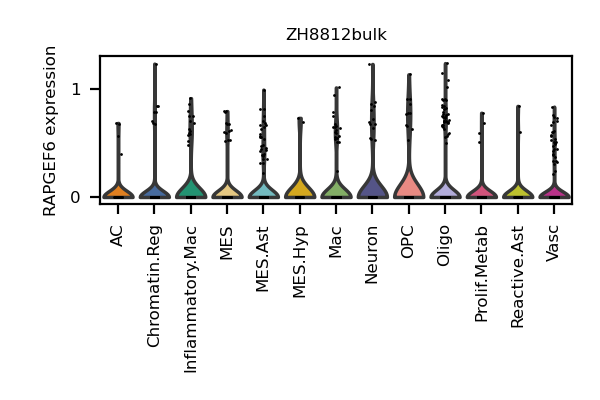 ZH8812bulk
RAPGEF6 expression
1
0
AC
Chromatin.Reg
Inflammatory.Mac
MES
MES.Ast
MES.Hyp
Mac
Neuron
OPC
Oligo
Prolif.Metab
Reactive.Ast
Vasc